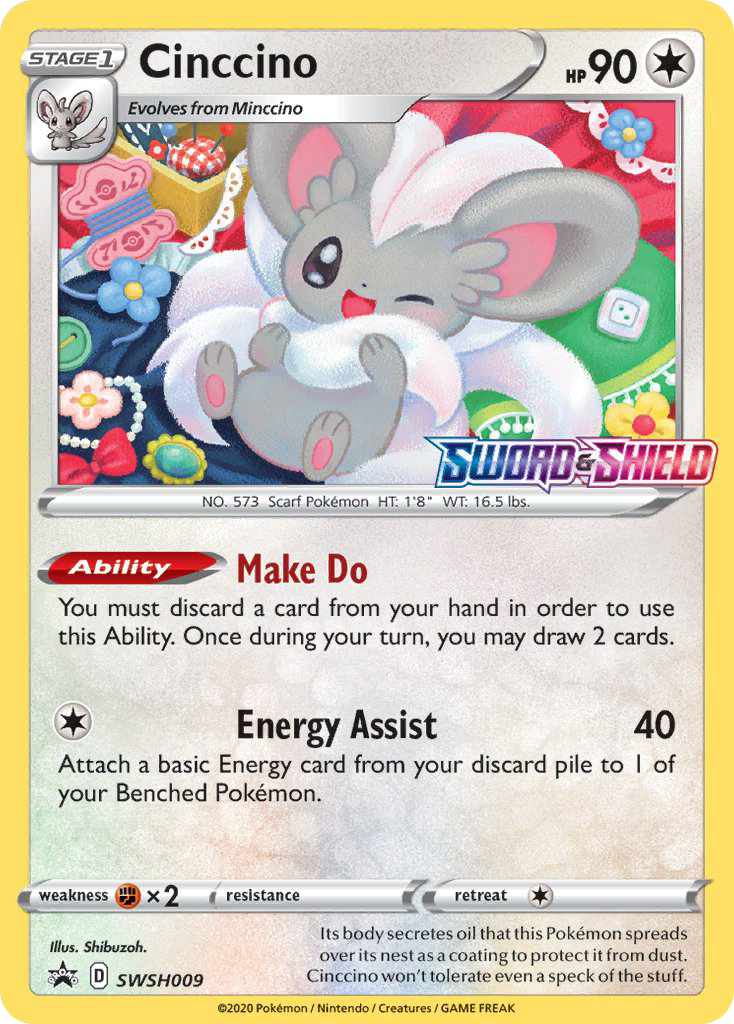 STAGE 1
Cinccino
HP 90
Evolves from Minccino
SWORD & SHIELD
NO. 573 Scarf Pokémon HT: 1'8" WT: 16.5 lbs.
Ability Make Do
You must discard a card from your hand in order to use
this Ability. Once during your turn, you may draw 2 cards.
Energy Assist 40
Attach a basic Energy card from your discard pile to 1 of
your Benched Pokémon.
weakness ×2 resistance retreat
Illus. Shibuzoh.
D SWSH009
Its body secretes oil that this Pokémon spreads
over its nest as a coating to protect it from dust.
Cinccino won't tolerate even a speck of the stuff.
©2020 Pokémon / Nintendo / Creatures / GAME FREAK